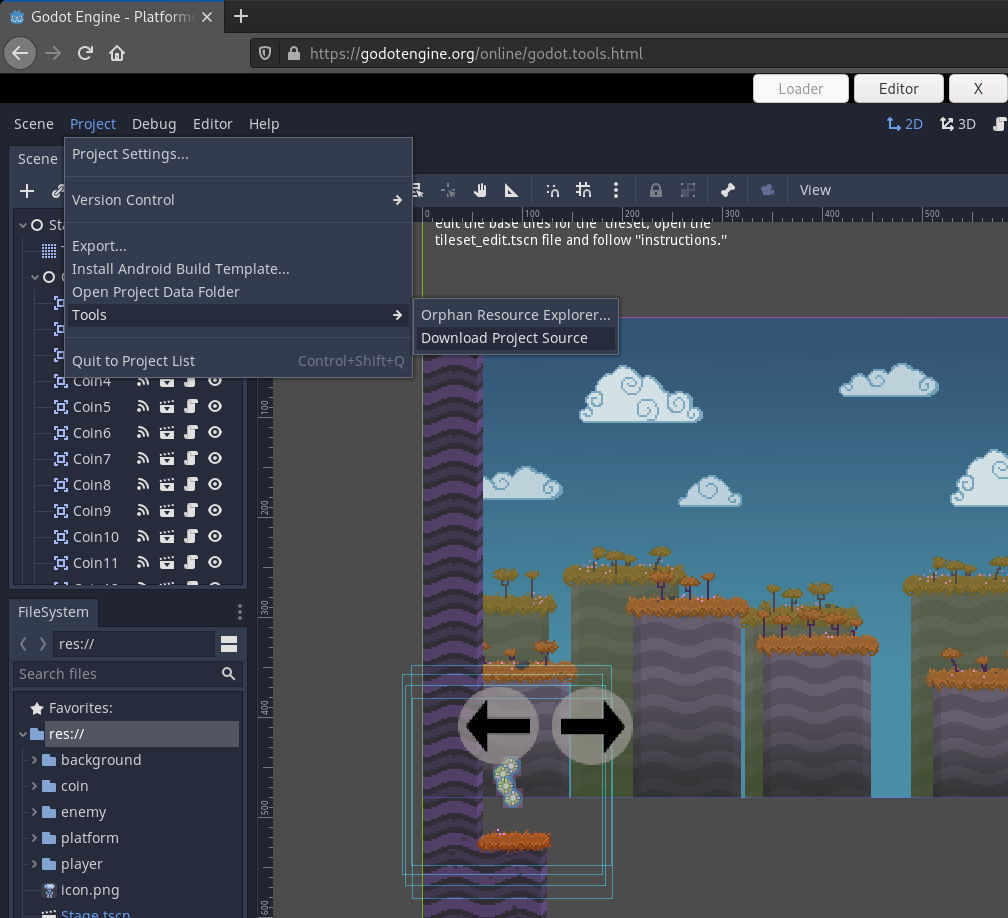 Godot Engine - Platform
https://godotengine.org/online/godot.tools.html
Loader
Editor
X
Scene Project Debug Editor Help
2D 3D
Scene
Project Settings...
View
Version Control
0 100 200 300 400 500
edit the base tiles for the tileset, open the
tileset_edit.tscn file and follow "instructions."
Export...
Install Android Build Template...
Open Project Data Folder
Tools
Orphan Resource Explorer...
Download Project Source
Quit to Project List Control+Shift+Q
Coin4
Coin5
Coin6
Coin7
Coin8
Coin9
Coin10
Coin11
100
200
300
400
500
600
FileSystem
res://
Search files
Favorites:
res://
background
coin
enemy
platform
player
icon.png
Stage.tscn